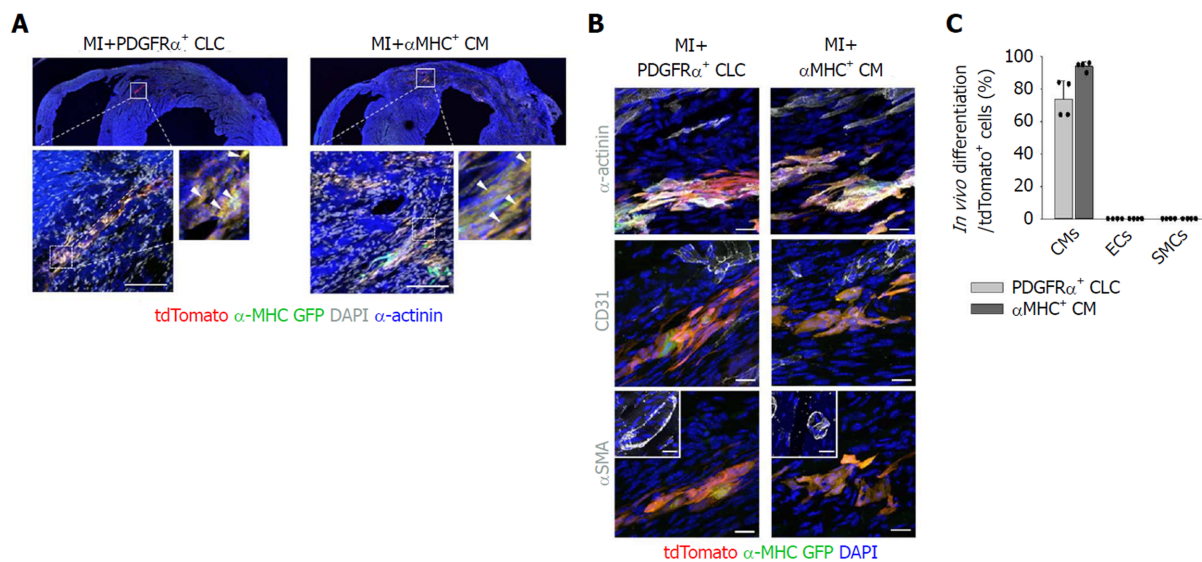 A
MI+PDGFRα⁺ CLC
MI+αMHC⁺ CM
tdTomato α-MHC GFP DAPI α-actinin
B
MI+
PDGFRα⁺ CLC
MI+
αMHC⁺ CM
α-actinin
CD31
αSMA
tdTomato α-MHC GFP DAPI
C
In vivo differentiation
/tdTomato⁺ cells (%)
100
80
60
40
20
0
CMs
ECs
SMCs
PDGFRα⁺ CLC
αMHC⁺ CM